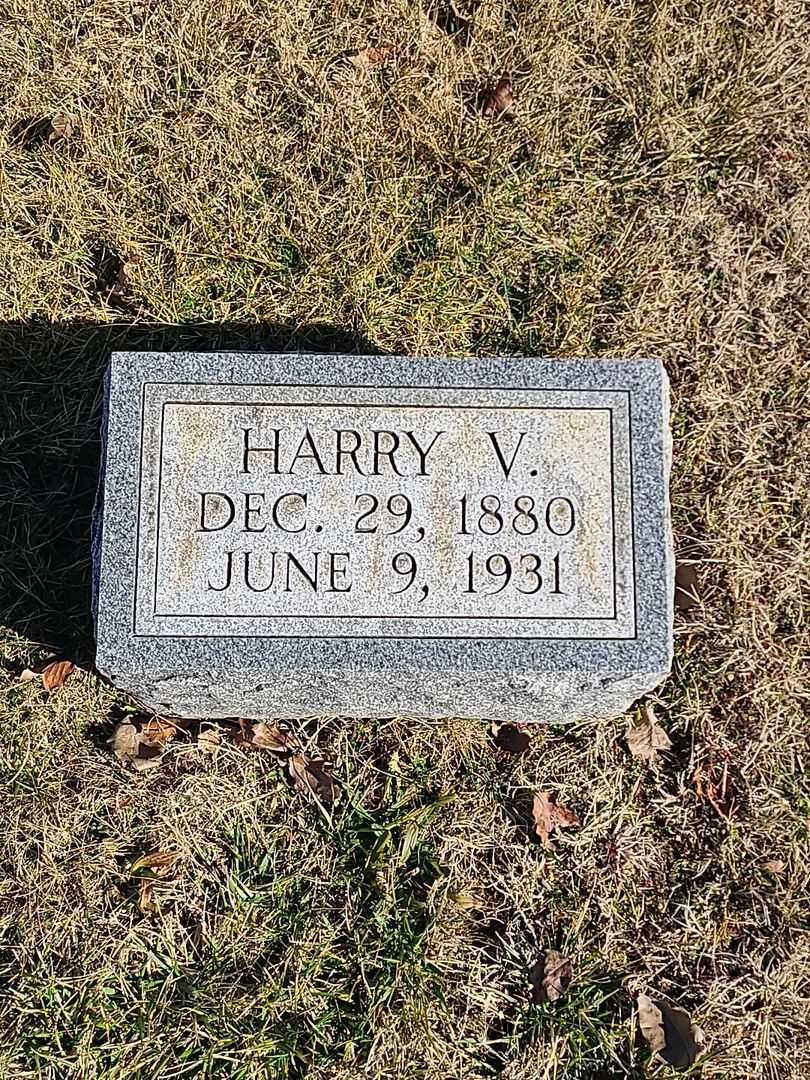 HARRY V.
DEC. 29, 1880
JUNE 9, 1931